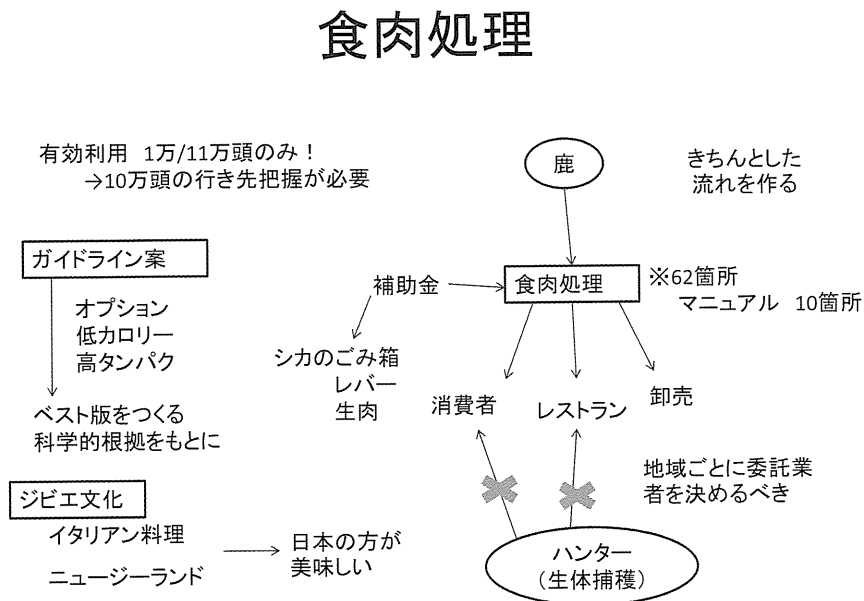 食肉処理
有効利用 1万/11万頭のみ！
→10万頭の行き先把握が必要
鹿
きちんとした
流れを作る
ガイドライン案
オプション
低カロリー
高タンパク
ベスト版をつくる
科学的根拠をもとに
補助金
食肉処理
※62箇所
マニュアル 10箇所
シカのごみ箱
レバー
生肉
消費者
レストラン
卸売
地域ごとに委託業
者を決めるべき
ジビエ文化
イタリアン料理
ニュージーランド
日本の方が
美味しい
ハンター
（生体捕穫）